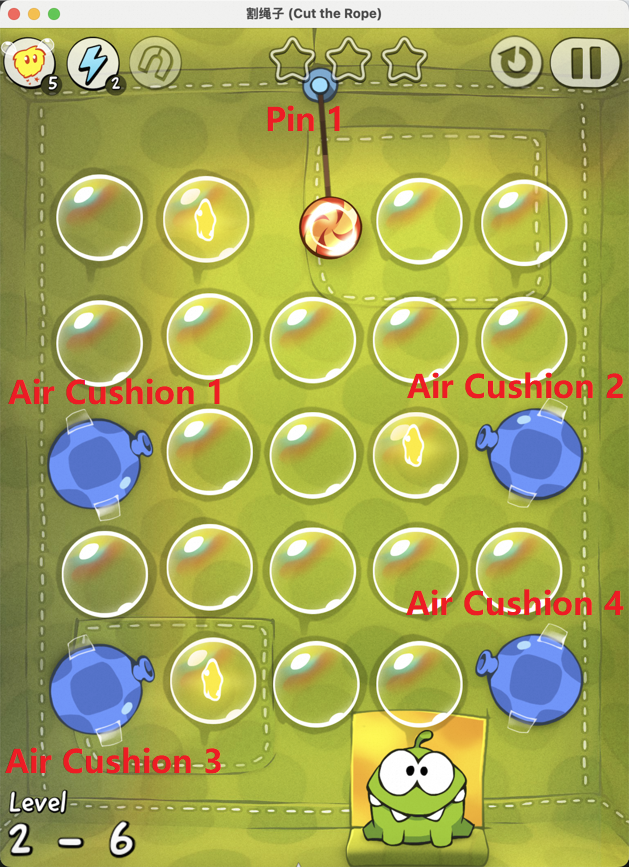 割绳子 (Cut the Rope)
5
2
Pin 1
Air Cushion 1
Air Cushion 2
Air Cushion 4
Air Cushion 3
Level
2 - 6